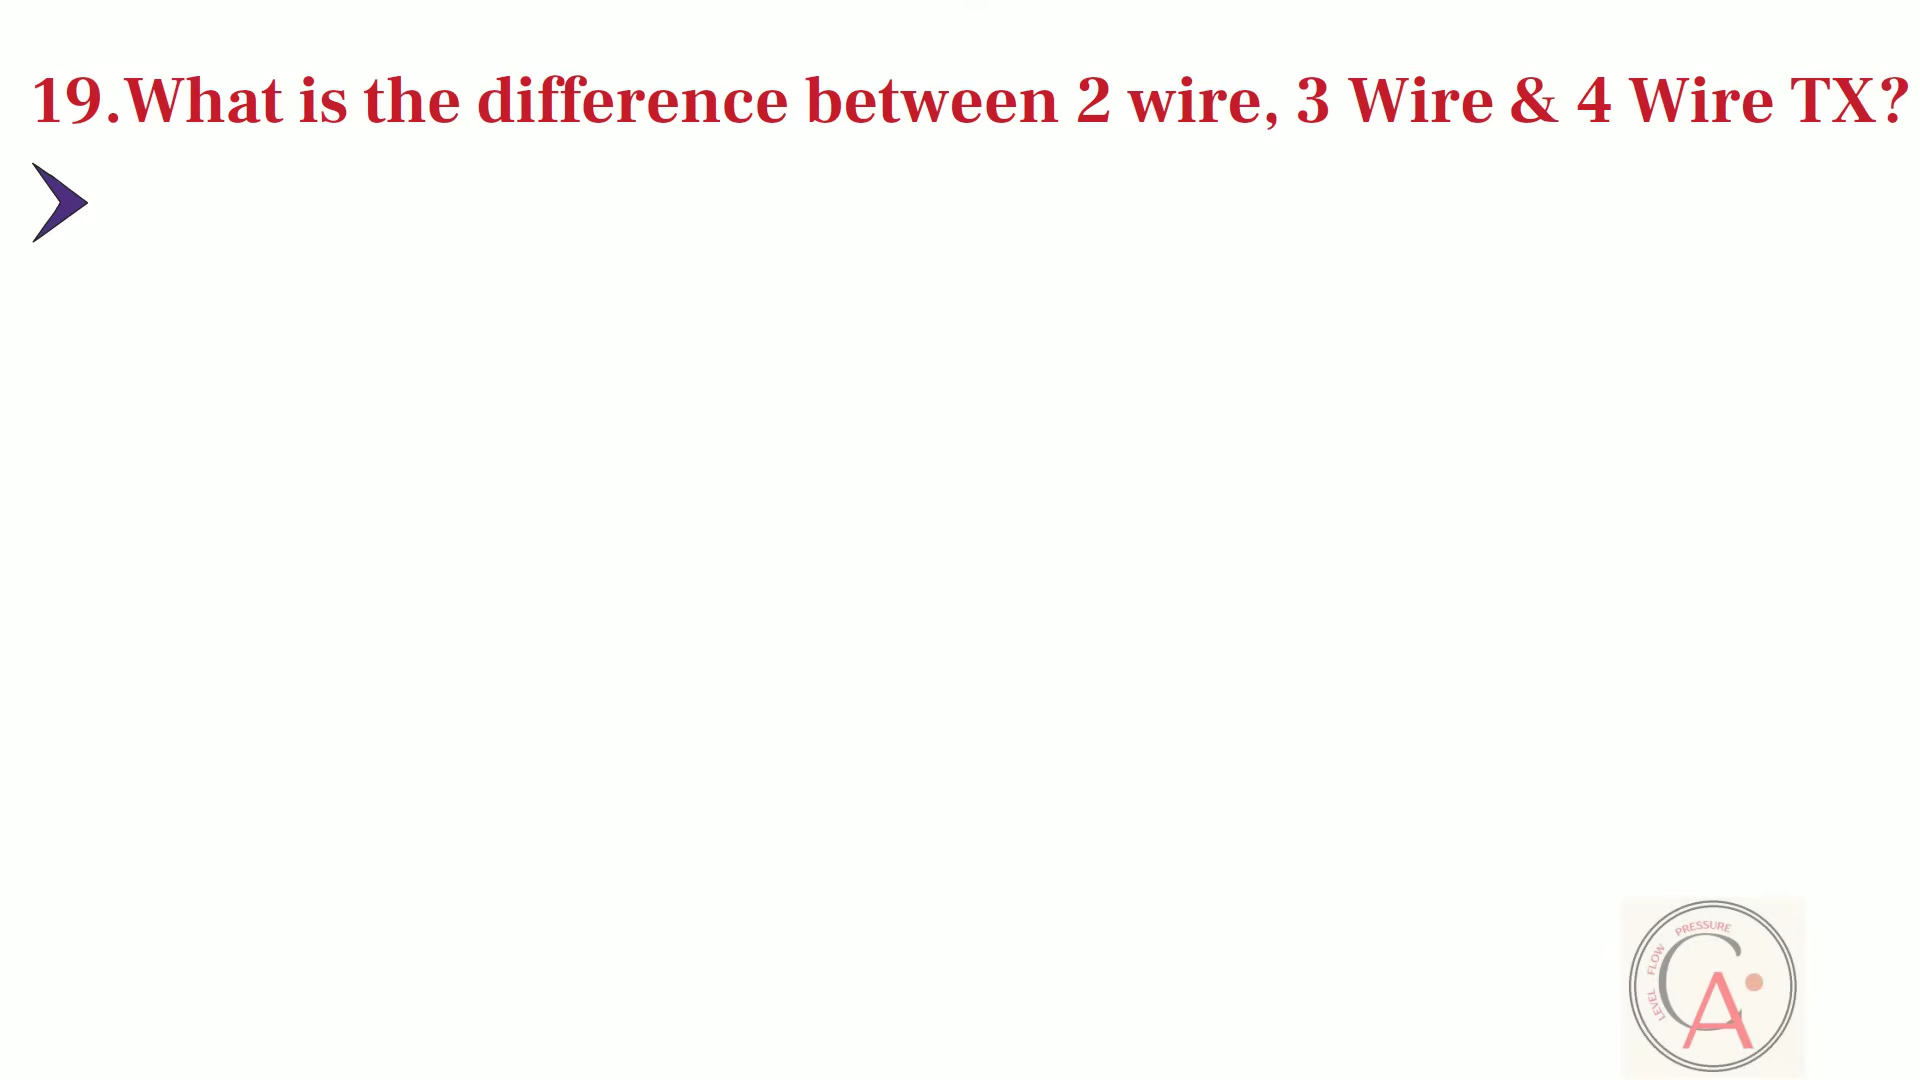 19.What is the difference between 2 wire, 3 Wire & 4 Wire TX?
PRESSURE
FLOW
LEVEL
CA